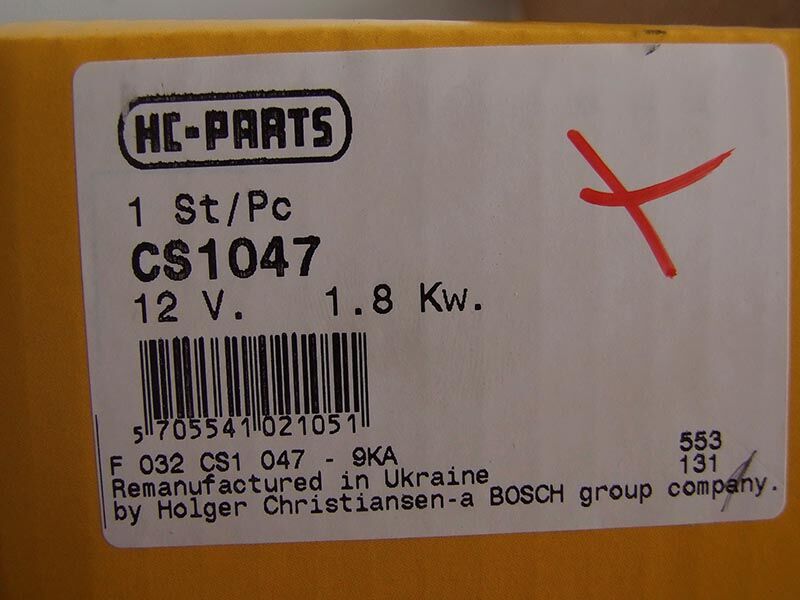 HC-PARTS
1 St/Pc
CS1047
12 V. 1.8 Kw.
5 705541 021051
F 032 CS1 047 - 9KA
553
131
Remanufactured in Ukraine
by Holger Christiansen-a BOSCH group company.